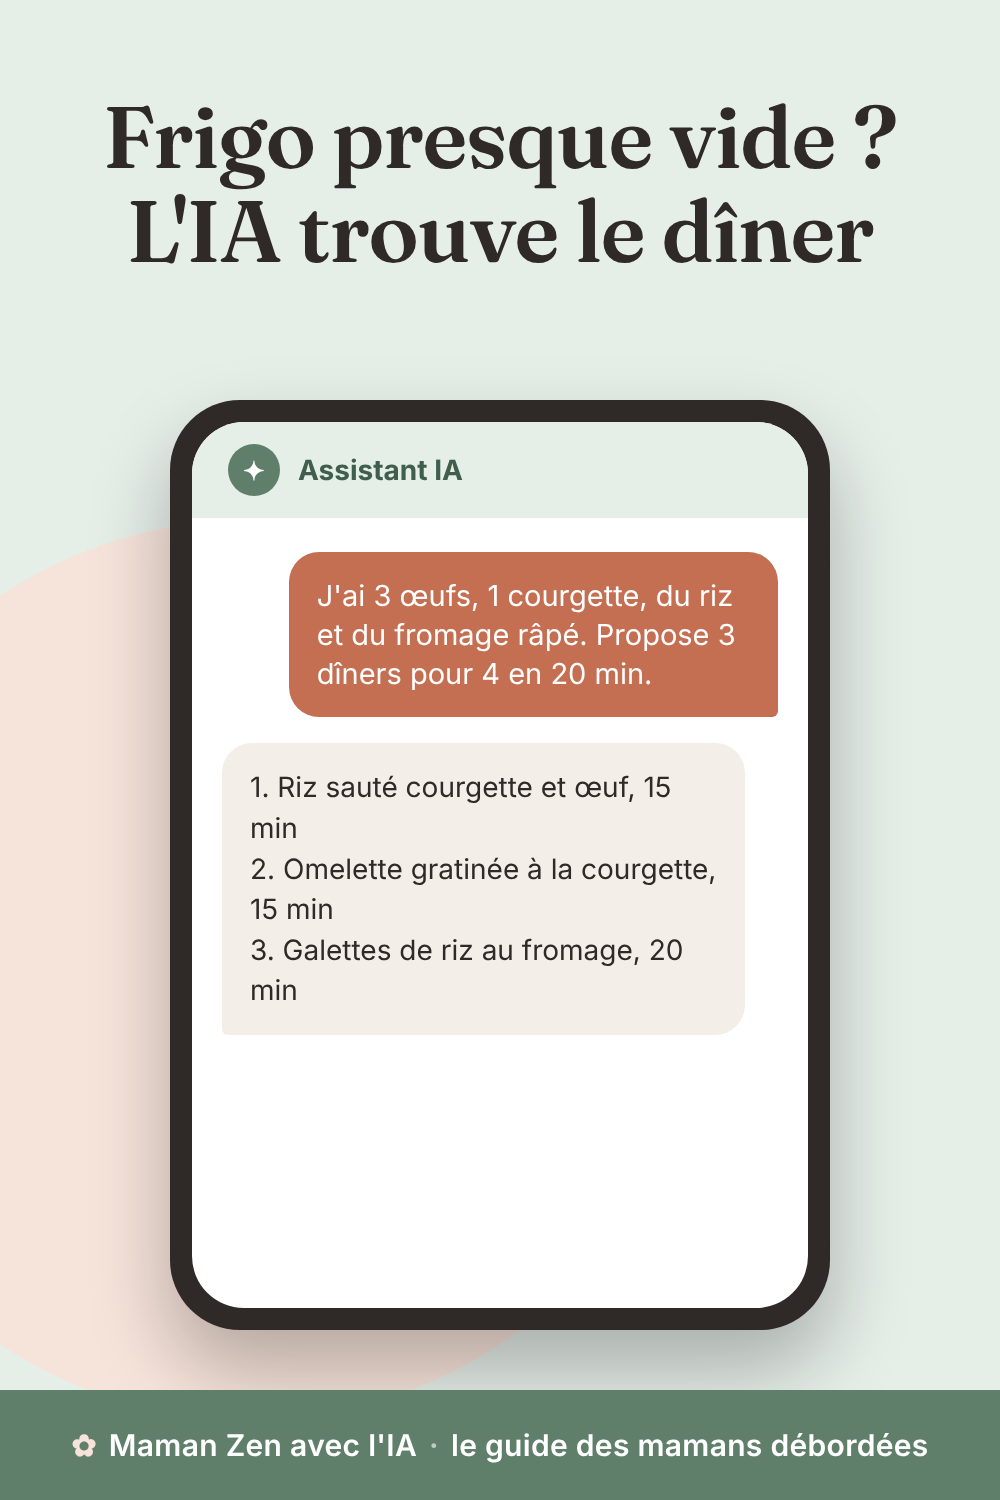 Frigo presque vide ?
L'IA trouve le dîner
Assistant IA
J'ai 3 œufs, 1 courgette, du riz
et du fromage râpé. Propose 3
dîners pour 4 en 20 min.
1. Riz sauté courgette et œuf, 15
min
2. Omelette gratinée à la courgette,
15 min
3. Galettes de riz au fromage, 20
min
✿ Maman Zen avec l'IA · le guide des mamans débordées